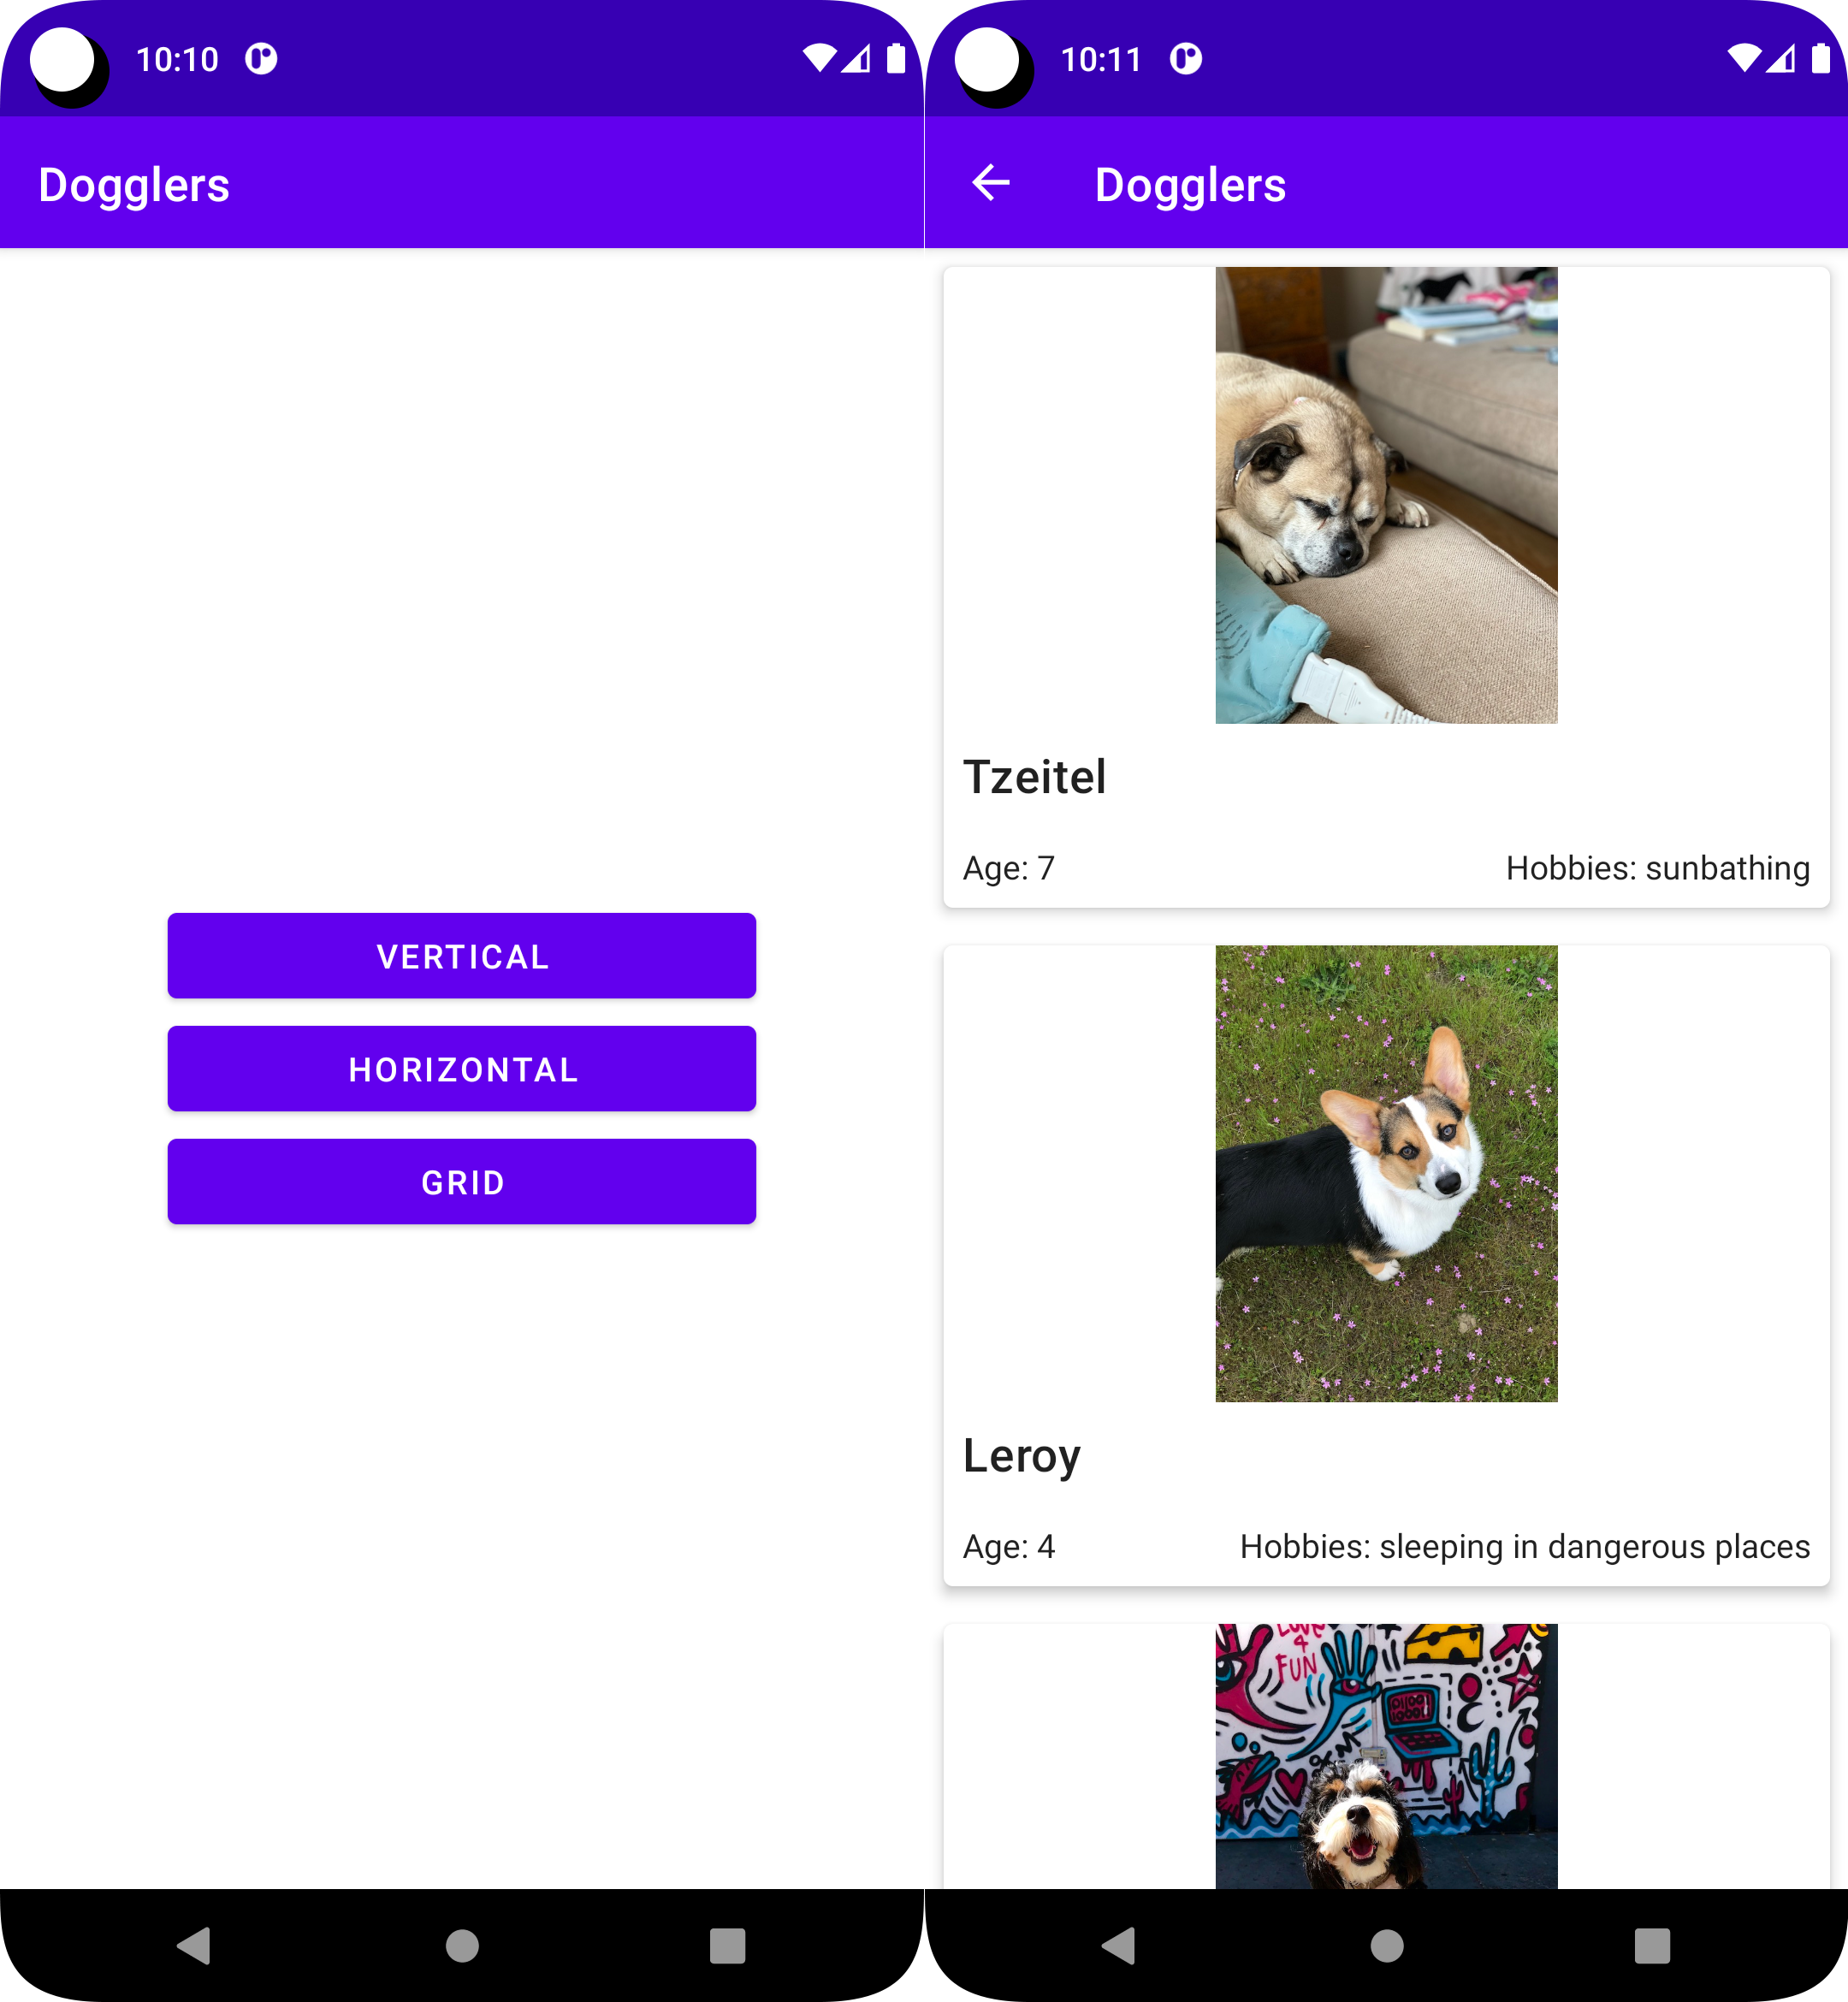 10:10
Dogglers
VERTICAL
HORIZONTAL
GRID
10:11
Dogglers
Tzeitel
Age: 7 Hobbies: sunbathing
Leroy
Age: 4 Hobbies: sleeping in dangerous places
LOVE
4
FUN